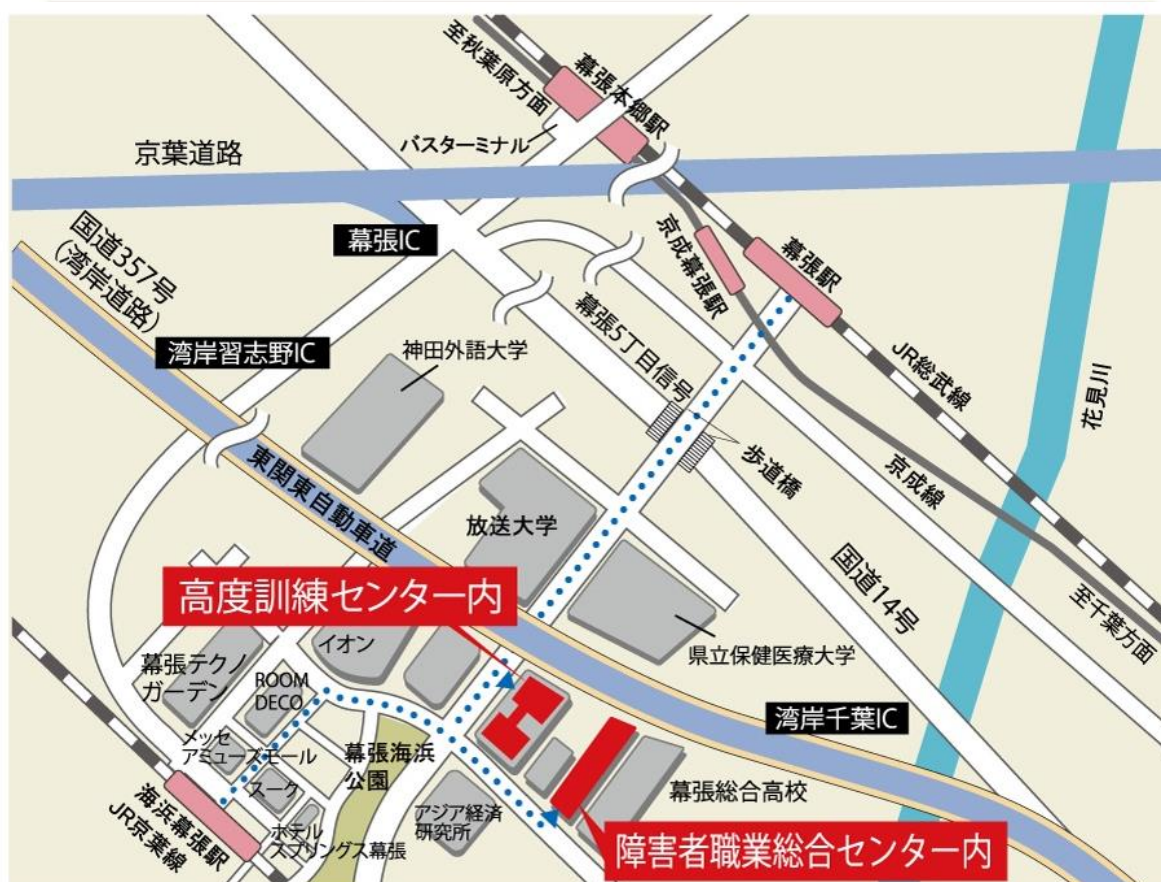 至秋葉原方面
幕張本郷駅
バスターミナル
京葉道路
国道357号
(湾岸道路)
幕張IC
京成幕張駅
幕張駅
湾岸習志野IC
神田外語大学
幕張5丁目信号
JR総武線
花見川
歩道橋
京成線
東関東自動車道
放送大学
国道14号
至千葉方面
高度訓練センター内
イオン
県立保健医療大学
幕張テクノ
ガーデン
ROOM
DECO
湾岸千葉IC
メッセ
アミューズモール
幕張海浜
公園
スーク
幕張総合高校
海浜幕張駅
JR京葉線
ホテル
スプリングス幕張
アジア経済
研究所
障害者職業総合センター内